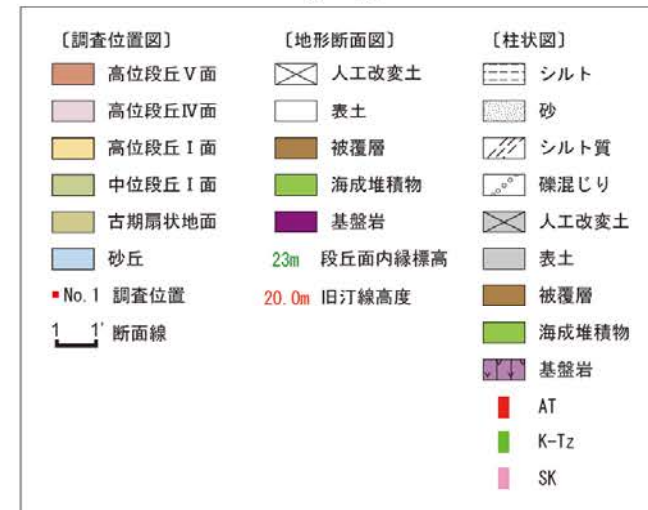 〔調査位置図〕
高位段丘Ⅴ面
高位段丘Ⅳ面
高位段丘Ⅰ面
中位段丘Ⅰ面
古期扇状地面
砂丘
No. 1 調査位置
1 1' 断面線
〔地形断面図〕
人工改変土
表土
被覆層
海成堆積物
基盤岩
23m 段丘面内縁標高
20.0m 旧汀線高度
〔柱状図〕
シルト
砂
シルト質
礫混じり
人工改変土
表土
被覆層
海成堆積物
基盤岩
AT
K-Tz
SK